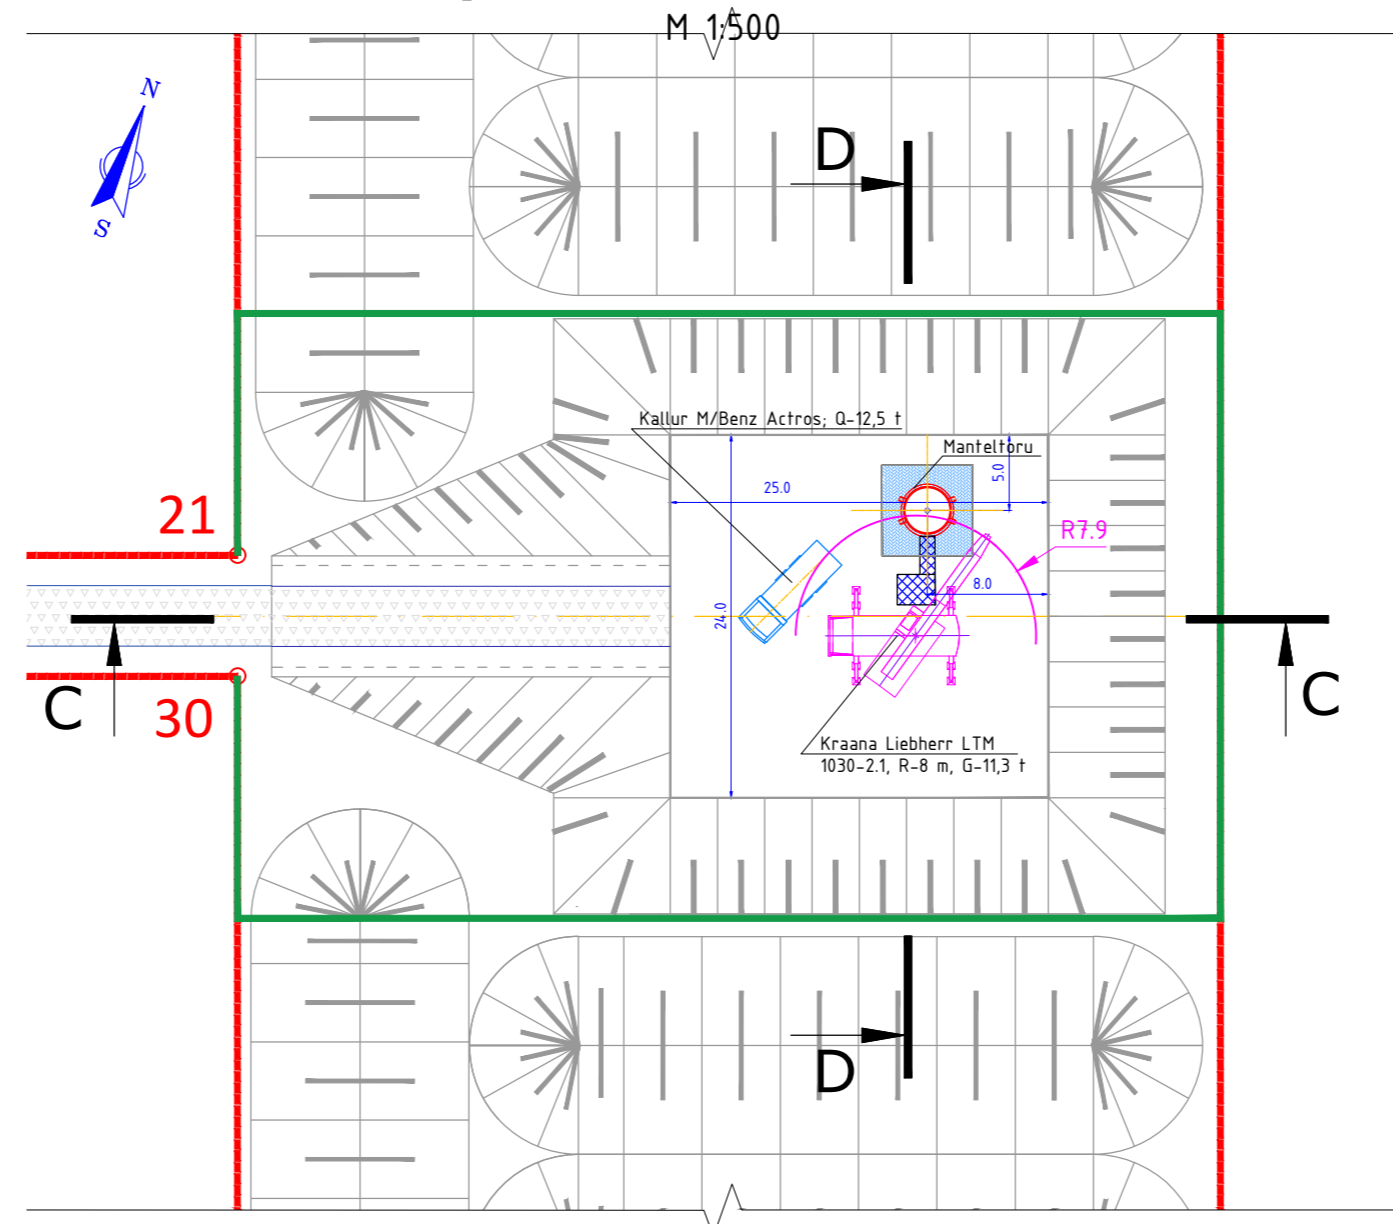 M 1:500
N
S
D
Kallur M/Benz Actros; Q-12,5 t
Manteltoru
5.0
25.0
21
R7.9
8.0
24.0
C
30
C
Kraana Liebherr LTM
1030-2.1, R-8 m, G-11,3 t
D